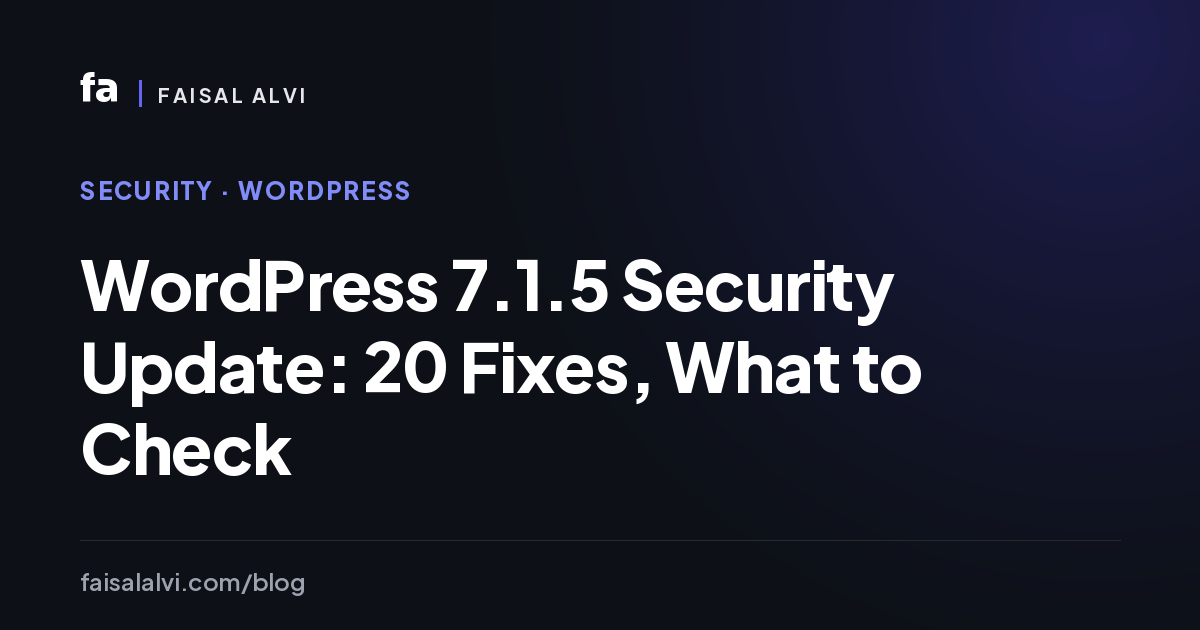 fa | FAISAL ALVI
SECURITY · WORDPRESS
WordPress 7.1.5 Security
Update: 20 Fixes, What to
Check
faisalalvi.com/blog